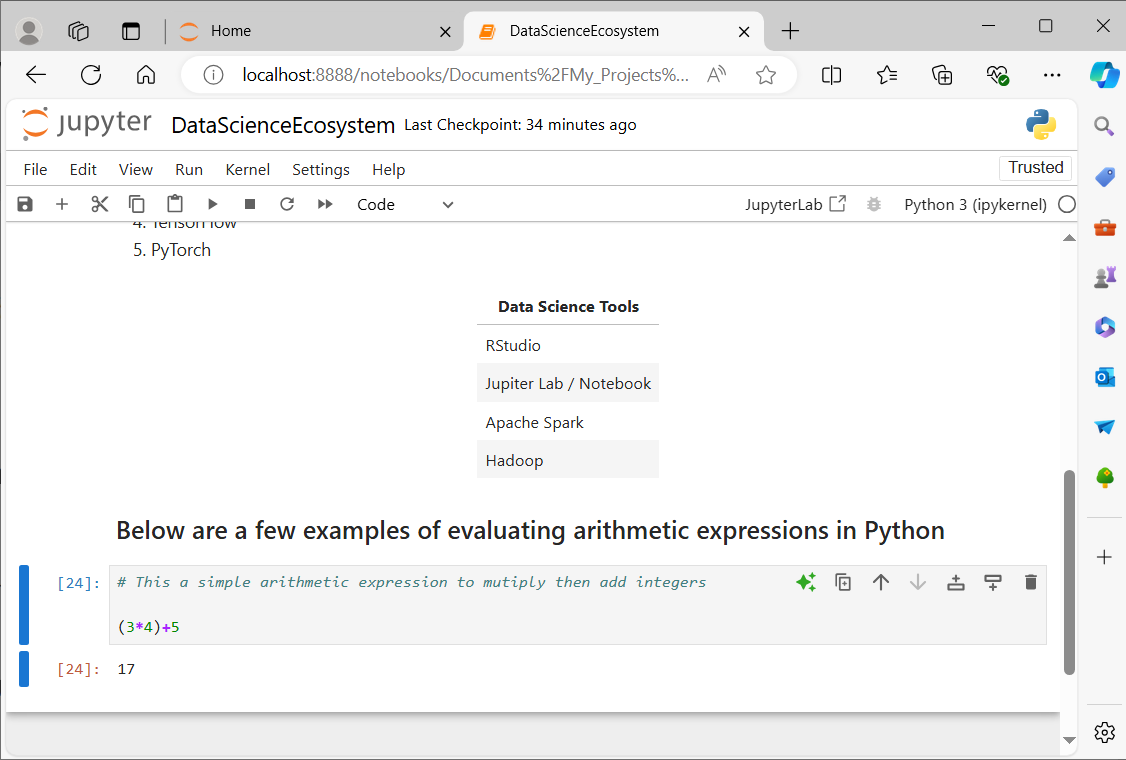 Home
DataScienceEcosystem
localhost:8888/notebooks/Documents%2FMy_Projects%...
jupyter
DataScienceEcosystem Last Checkpoint: 34 minutes ago
File Edit View Run Kernel Settings Help
Trusted
Code
JupyterLab
Python 3 (ipykernel)
4. TensorFlow
5. PyTorch
Data Science Tools
RStudio
Jupiter Lab / Notebook
Apache Spark
Hadoop
Below are a few examples of evaluating arithmetic expressions in Python
[24]: # This a simple arithmetic expression to mutiply then add integers
(3*4)+5
[24]: 17